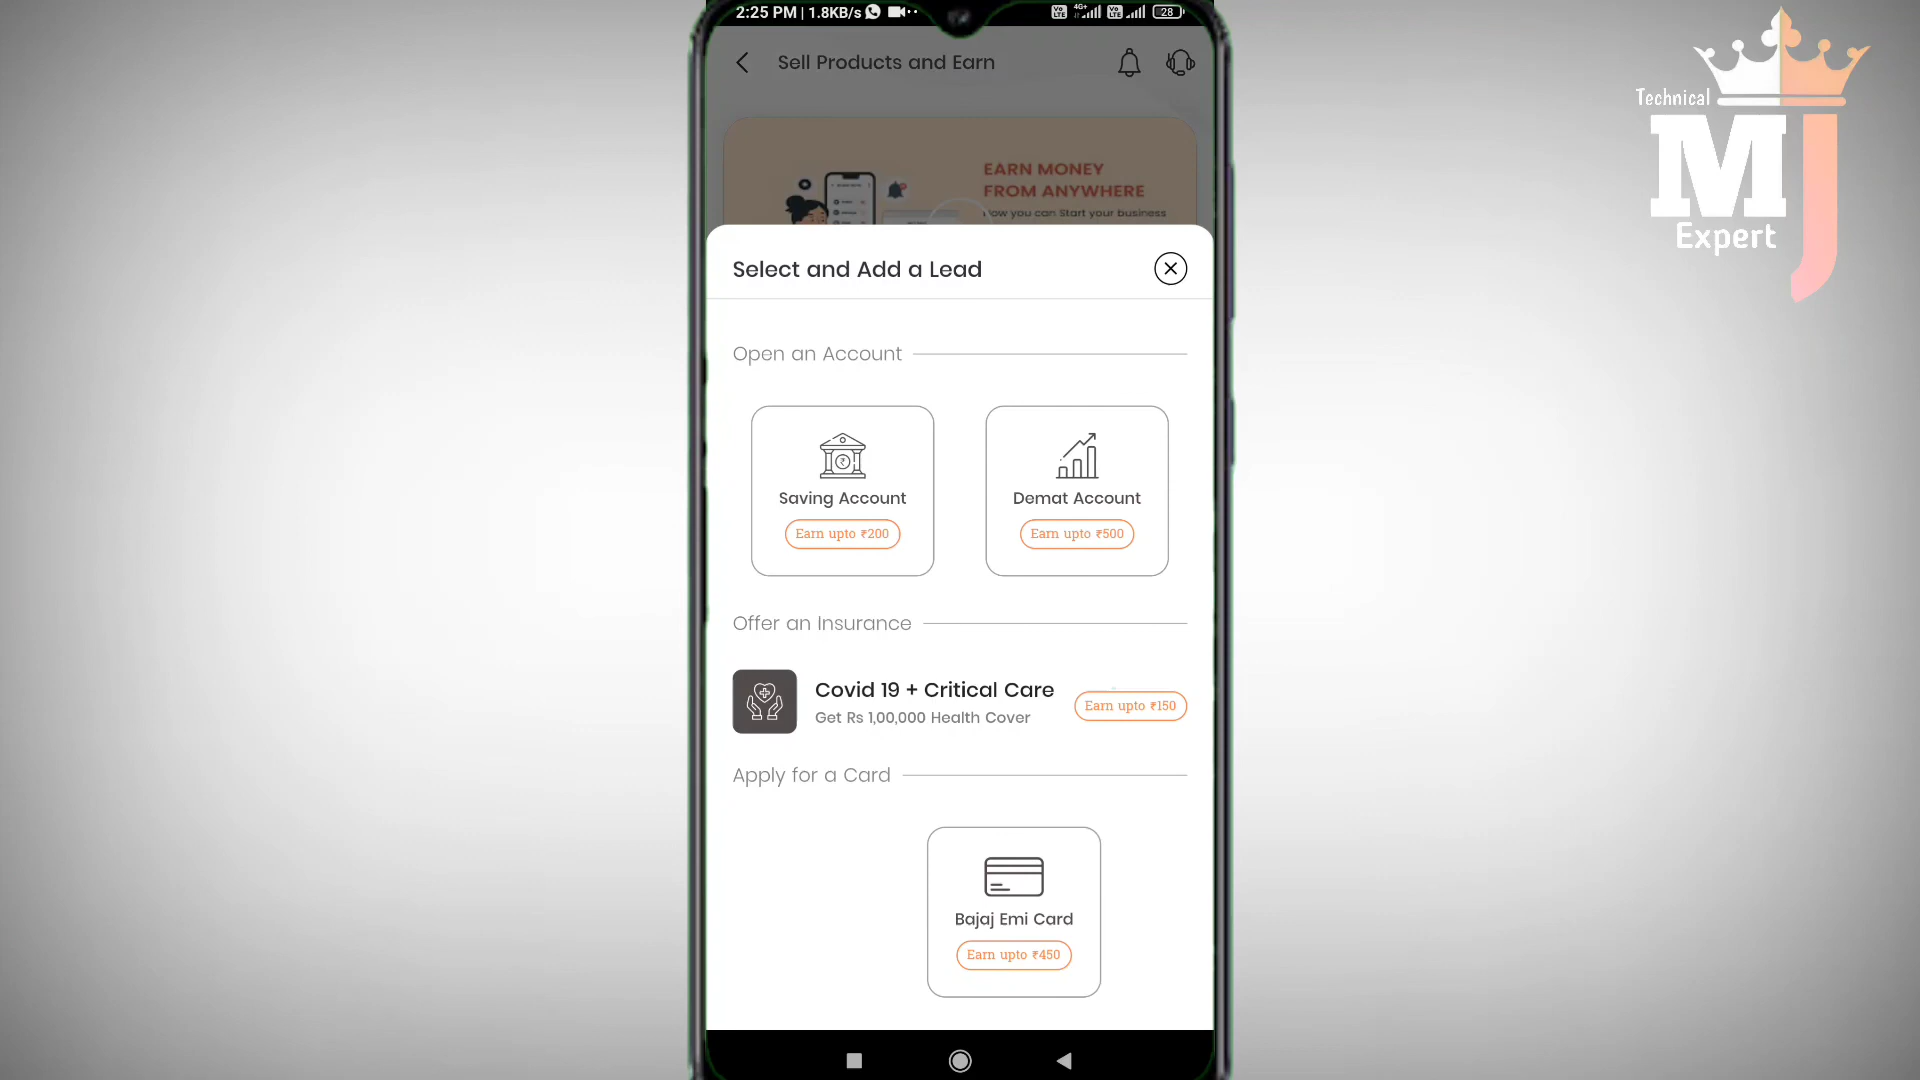 2:25 PM | 1.8KB/s
28
Sell Products and Earn
EARN MONEY
FROM ANYWHERE
Now you can Start your business
Select and Add a Lead
Open an Account
Saving Account
Earn upto ₹200
Demat Account
Earn upto ₹500
Offer an Insurance
Covid 19 + Critical Care
Get Rs 1,00,000 Health Cover
Earn upto ₹150
Apply for a Card
Bajaj Emi Card
Earn upto ₹450
Technical
MJ
Expert